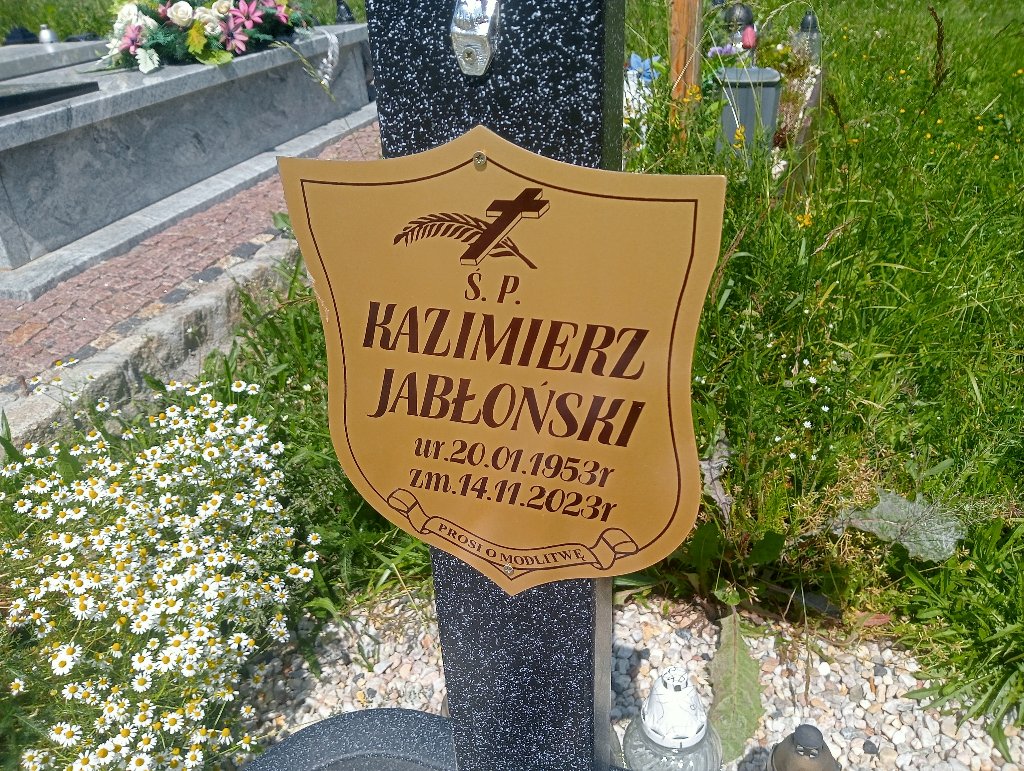 Ś. P.
KAZIMIERZ
JABŁOŃSKI
ur.20.01.1953r
zm.14.11.2023r
PROSI O MODLITWĘ